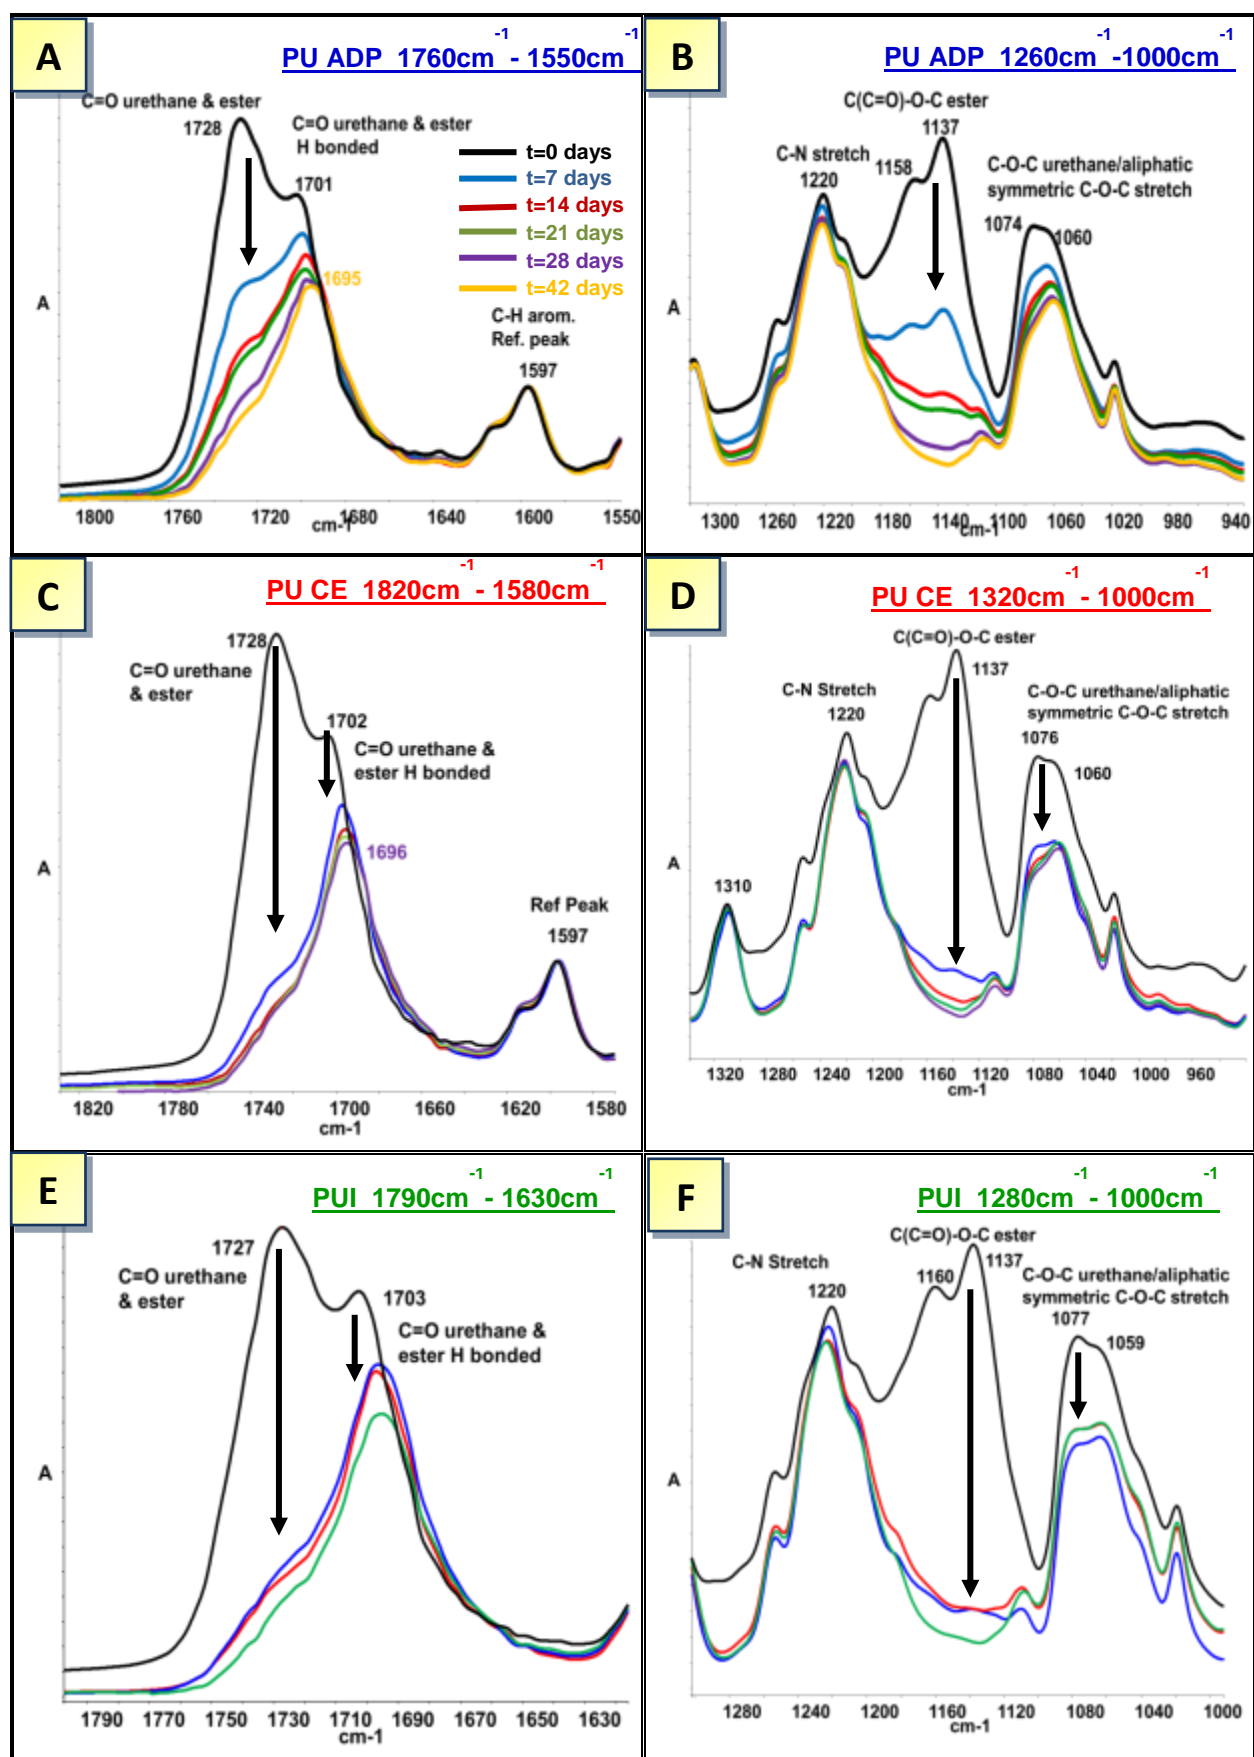 A
PU ADP 1760cm-1 - 1550cm-1
C=O urethane & ester
1728
C=O urethane & ester
H bonded
1701
t=0 days
t=7 days
t=14 days
t=21 days
t=28 days
t=42 days
1695
A
C-H arom.
Ref. peak
1597
1800 1760 1720 1680 1640 1600 1550
cm-1
B
PU ADP 1260cm-1 -1000cm-1
C(C=O)-O-C ester
1137
C-N stretch
1220
1158
C-O-C urethane/aliphatic
symmetric C-O-C stretch
1074
1060
A
1300 1260 1220 1180 1140 1100 1060 1020 980 940
cm-1
C
PU CE 1820cm-1 - 1580cm-1
1728
C=O urethane
& ester
1702
C=O urethane &
ester H bonded
1696
A
Ref Peak
1597
1820 1780 1740 1700 1660 1620 1580
cm-1
D
PU CE 1320cm-1 - 1000cm-1
C(C=O)-O-C ester
1137
C-N Stretch
1220
C-O-C urethane/aliphatic
symmetric C-O-C stretch
1076
1060
A
1310
1320 1280 1240 1200 1160 1120 1080 1040 1000 960
cm-1
E
PUI 1790cm-1 - 1630cm-1
1727
C=O urethane
& ester
1703
C=O urethane &
ester H bonded
A
1790 1770 1750 1730 1710 1690 1670 1650 1630
cm-1
F
PUI 1280cm-1 - 1000cm-1
C(C=O)-O-C ester
1137
C-N Stretch
1220
1160
C-O-C urethane/aliphatic
symmetric C-O-C stretch
1077
1059
A
1280 1240 1200 1160 1120 1080 1040 1000
cm-1